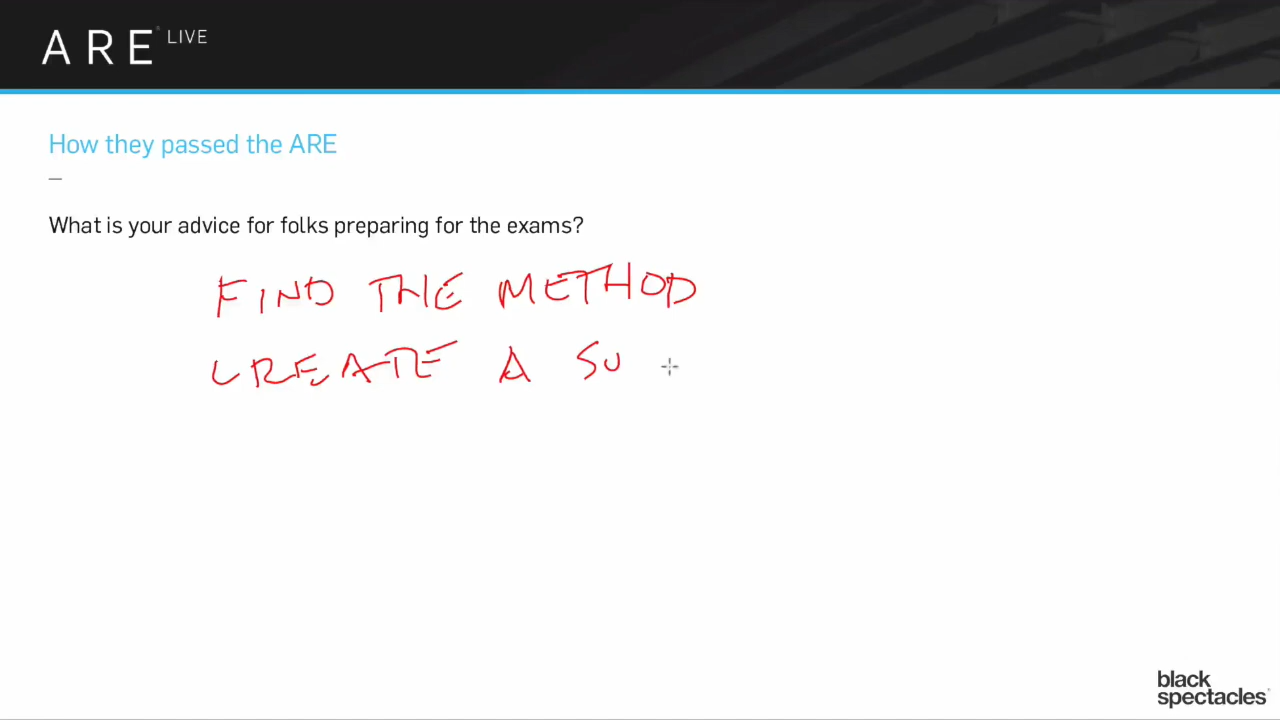 ARE LIVE
How they passed the ARE
What is your advice for folks preparing for the exams?
FIND THE METHOD
CREATE A SU
black
spectacles